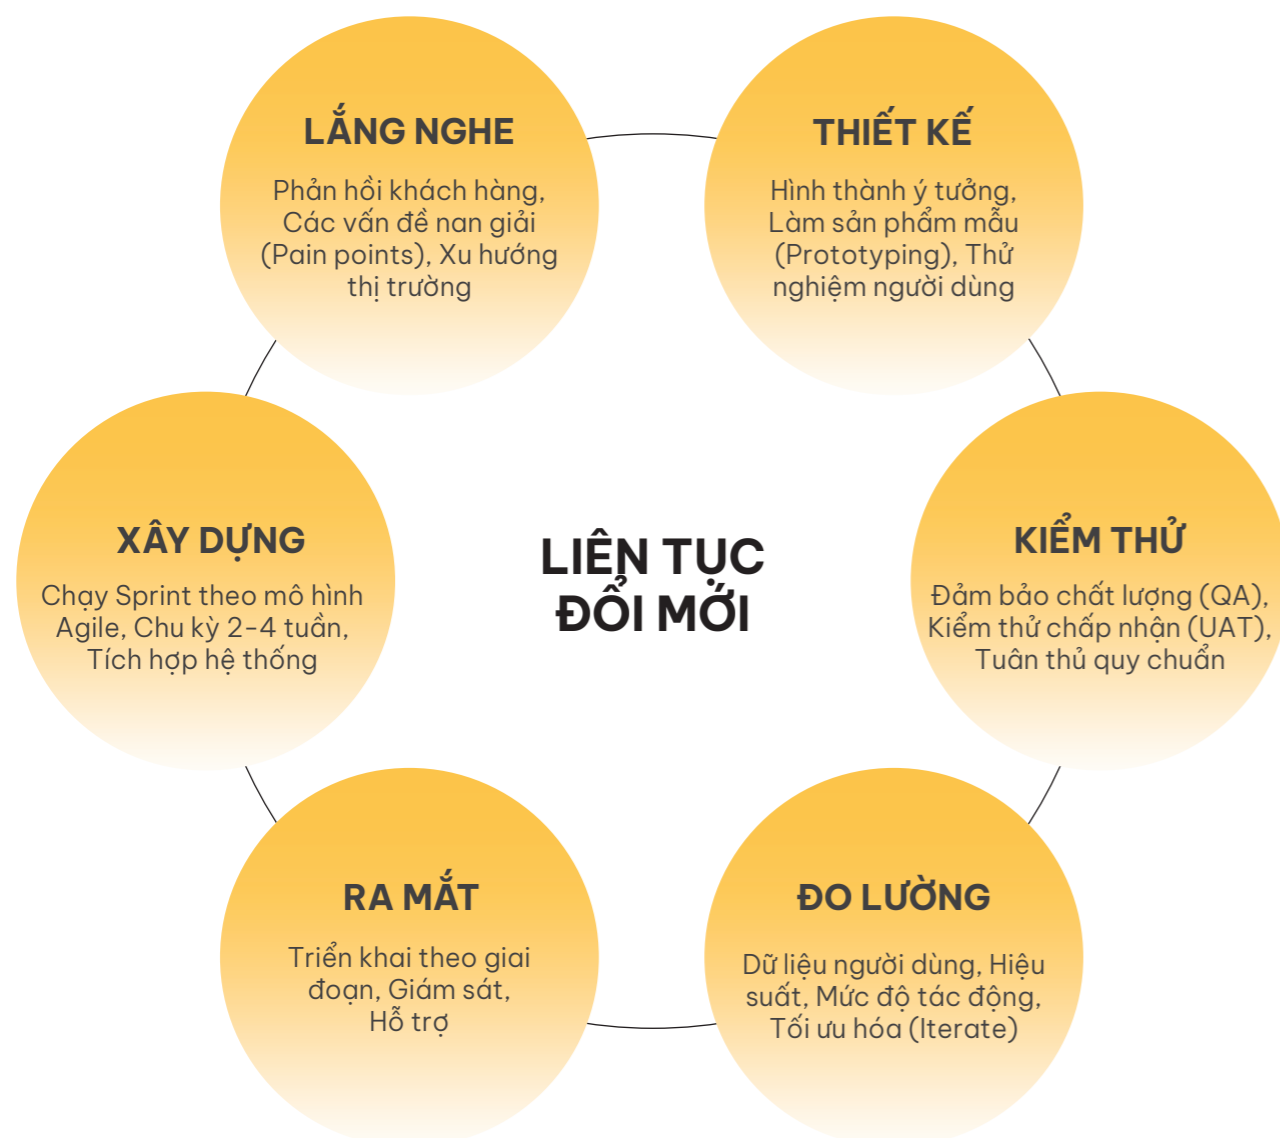 LẮNG NGHE
Phản hồi khách hàng,
Các vấn đề nan giải
(Pain points), Xu hướng
thị trường
THIẾT KẾ
Hình thành ý tưởng,
Làm sản phẩm mẫu
(Prototyping), Thử
nghiệm người dùng
XÂY DỰNG
Chạy Sprint theo mô hình
Agile, Chu kỳ 2-4 tuần,
Tích hợp hệ thống
LIÊN TỤC
ĐỔI MỚI
KIỂM THỬ
Đảm bảo chất lượng (QA),
Kiểm thử chấp nhận (UAT),
Tuân thủ quy chuẩn
RA MẮT
Triển khai theo giai
đoạn, Giám sát,
Hỗ trợ
ĐO LƯỜNG
Dữ liệu người dùng, Hiệu
suất, Mức độ tác động,
Tối ưu hóa (Iterate)